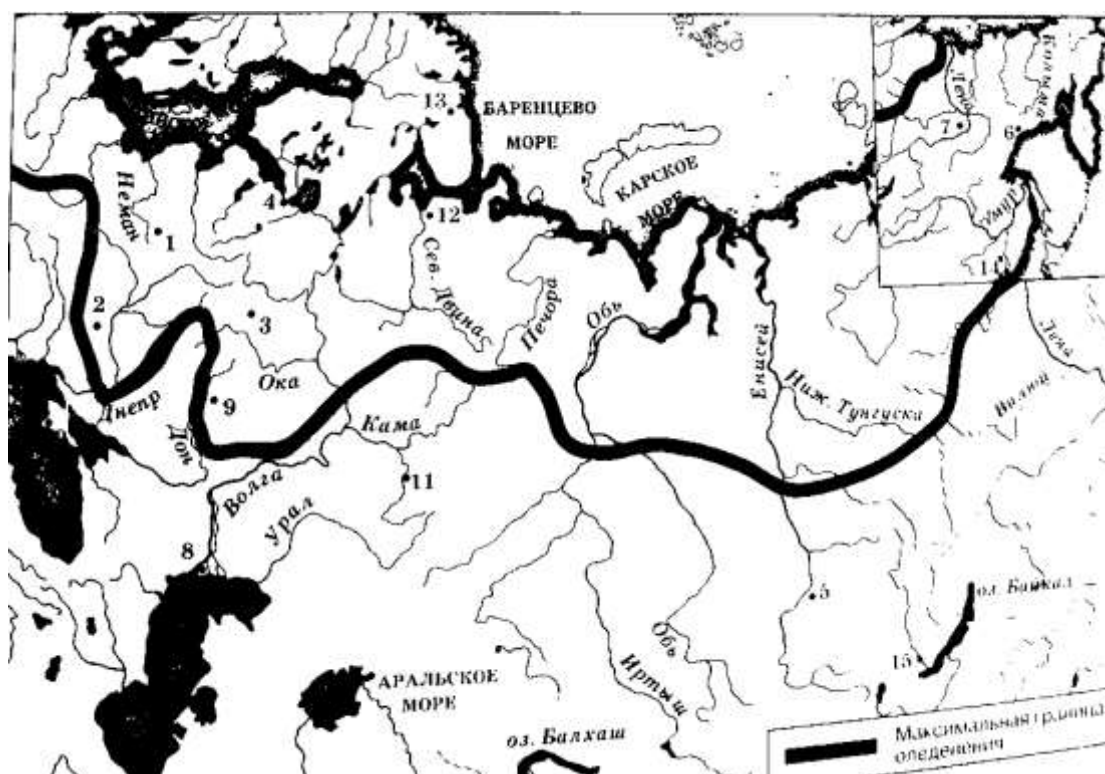 13
БАРЕНЦЕВО
МОРЕ
Лена
Колыма
7
6
КАРСКОЕ
МОРЕ
Неман
4
12
1
14
Сев. Двина
Печора
Обь
2
3
Енисей
Лена
Ока
Ниж. Тунгуска
Вилюй
Днепр
9
Дон
Кама
11
Волга
Урал
8
5
оз. Байкал
Обь
15
Иртыш
АРАЛЬСКОЕ
МОРЕ
оз. Балхаш
Максимальная граница
оледенения